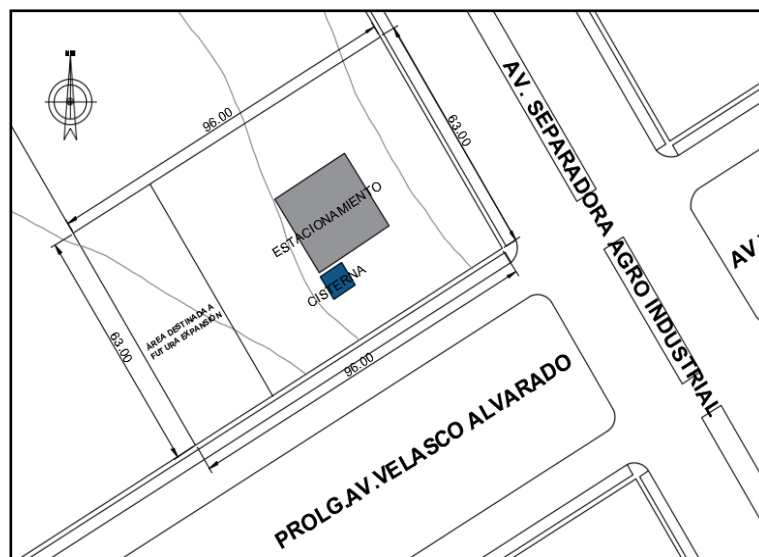 N
96.00
63.00
AV. SEPARADORA AGRO INDUSTRIAL
ESTACIONAMIENTO
CISTERNA
AV.
ÁREA DESTINADA A
FUTURA EXPANSIÓN
63.00
96.00
PROLG.AV.VELASCO ALVARADO